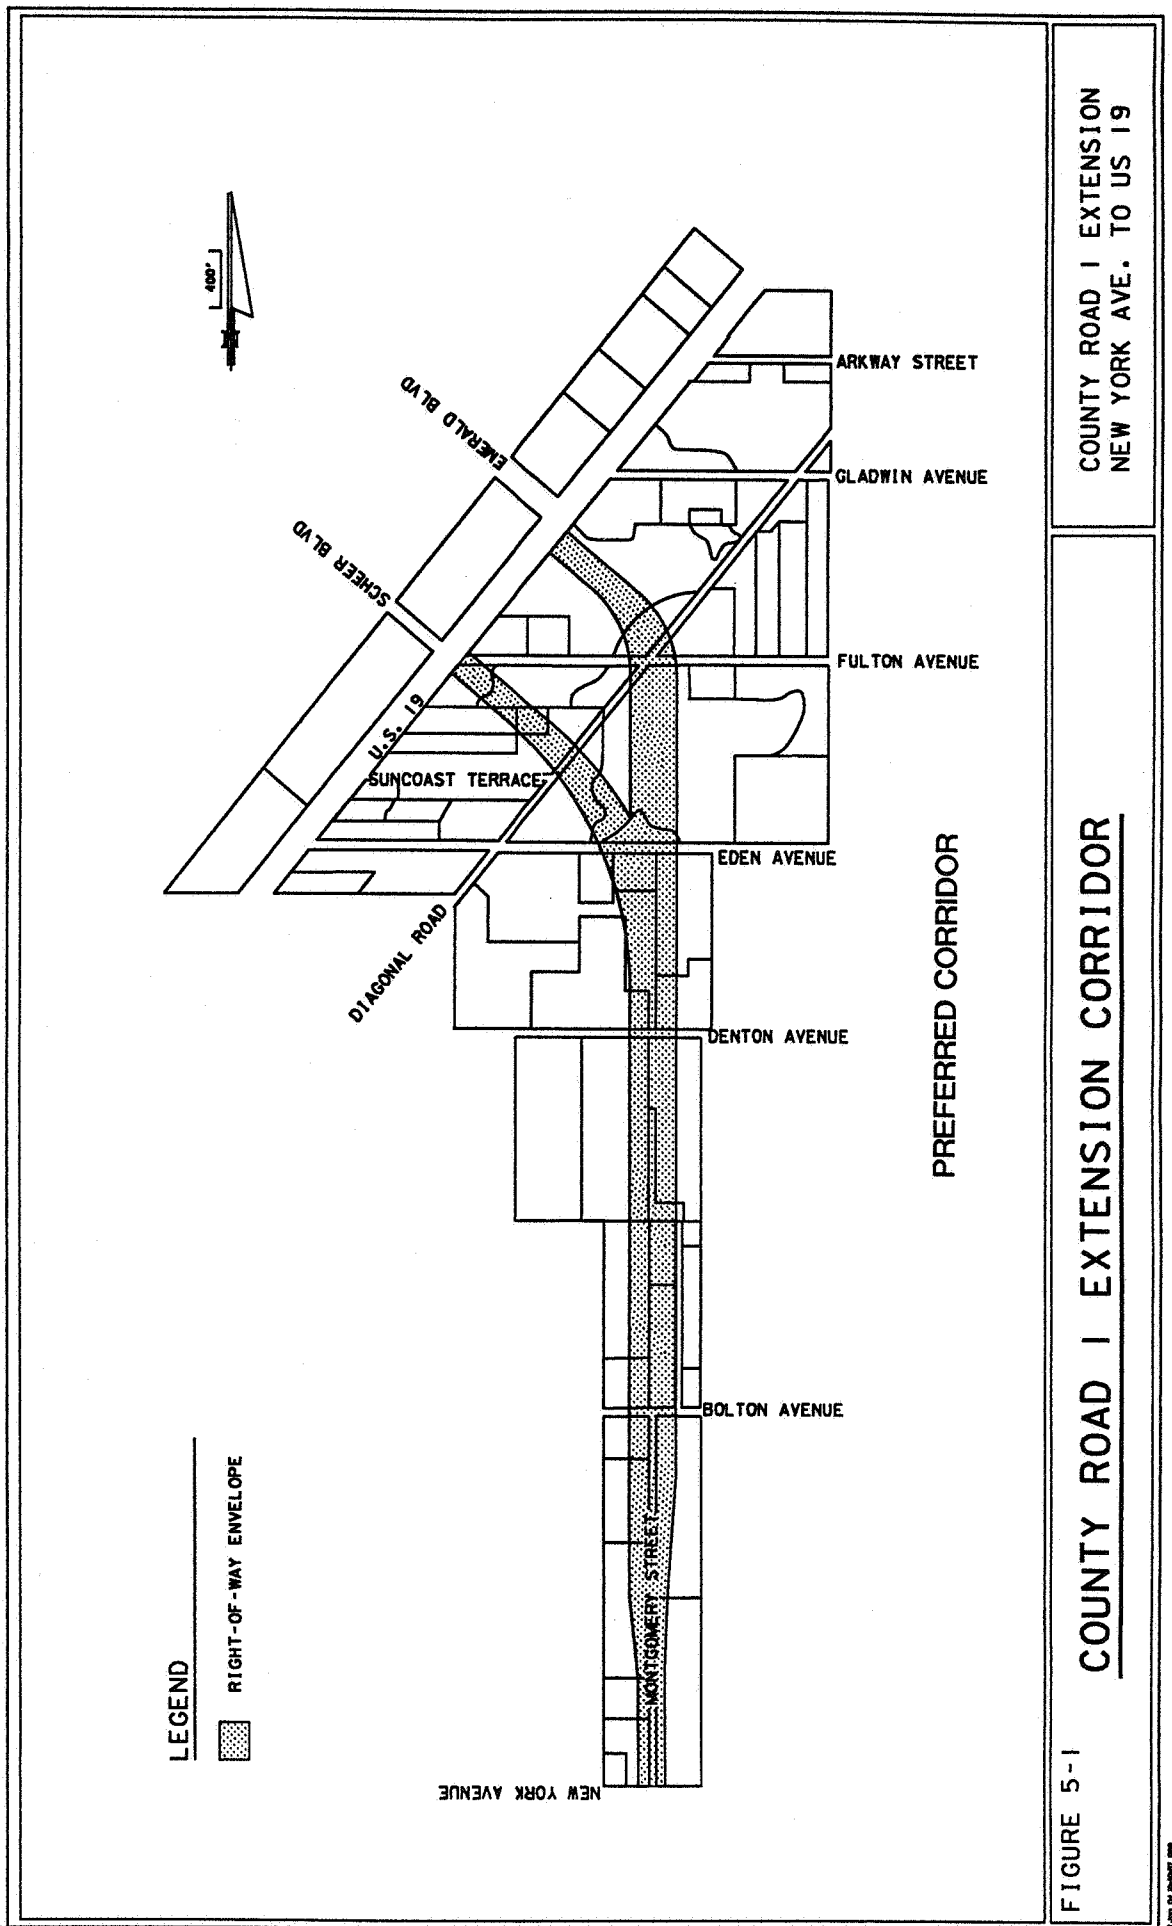 LEGEND
RIGHT-OF-WAY ENVELOPE
400'
N
EMERALD BLVD
SCHEER BLVD
U.S. 19
SUNCOAST TERRACE
DIAGONAL ROAD
ARKWAY STREET
GLADWIN AVENUE
FULTON AVENUE
EDEN AVENUE
DENTON AVENUE
BOLTON AVENUE
MONTGOMERY STREET
NEW YORK AVENUE
PREFERRED CORRIDOR
FIGURE 5-1
COUNTY ROAD 1 EXTENSION CORRIDOR
COUNTY ROAD 1 EXTENSION
NEW YORK AVE. TO US 19